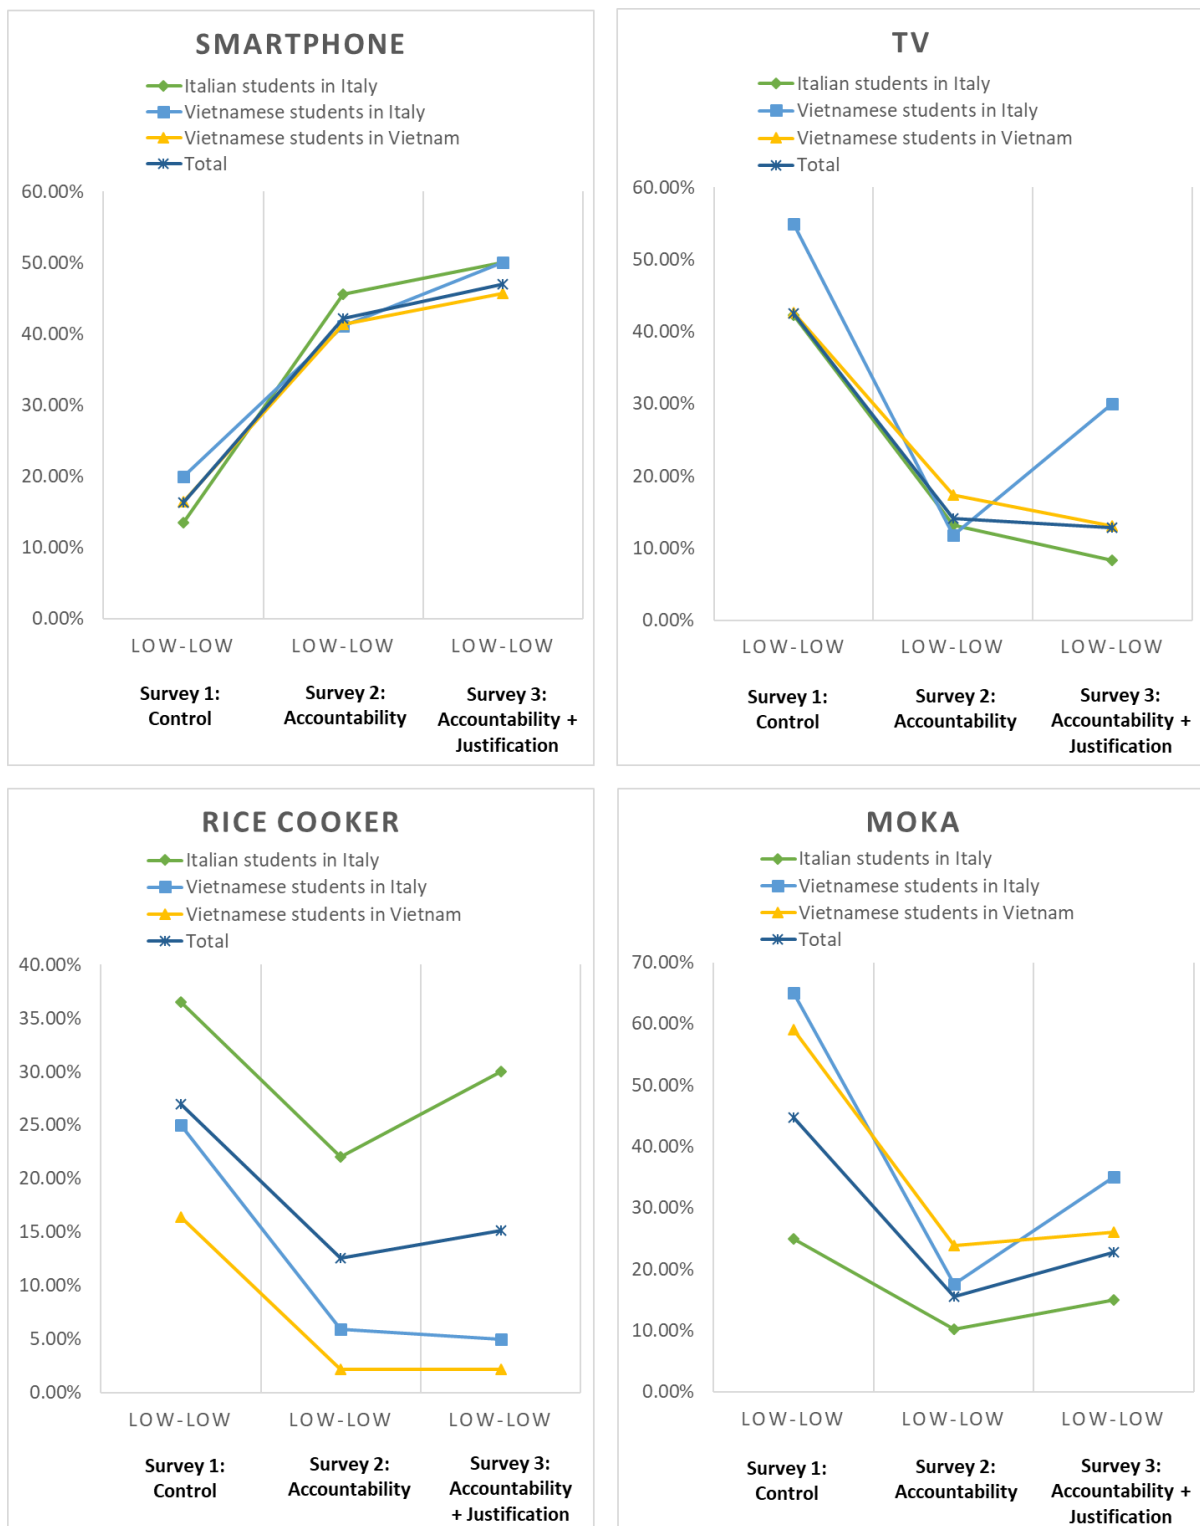 SMARTPHONE
Italian students in Italy
Vietnamese students in Italy
Vietnamese students in Vietnam
Total
60.00%
50.00%
40.00%
30.00%
20.00%
10.00%
0.00%
LOW-LOW LOW-LOW LOW-LOW
Survey 1: Survey 2: Survey 3:
Control Accountability Accountability +
Justification
TV
Italian students in Italy
Vietnamese students in Italy
Vietnamese students in Vietnam
Total
60.00%
50.00%
40.00%
30.00%
20.00%
10.00%
0.00%
LOW-LOW LOW-LOW LOW-LOW
Survey 1: Survey 2: Survey 3:
Control Accountability Accountability +
Justification
RICE COOKER
Italian students in Italy
Vietnamese students in Italy
Vietnamese students in Vietnam
Total
40.00%
35.00%
30.00%
25.00%
20.00%
15.00%
10.00%
5.00%
0.00%
LOW-LOW LOW-LOW LOW-LOW
Survey 1: Survey 2: Survey 3:
Control Accountability Accountability
+ Justification
MOKA
Italian students in Italy
Vietnamese students in Italy
Vietnamese students in Vietnam
Total
70.00%
60.00%
50.00%
40.00%
30.00%
20.00%
10.00%
0.00%
LOW-LOW LOW-LOW LOW-LOW
Survey 1: Survey 2: Survey 3:
Control Accountability Accountability +
Justification